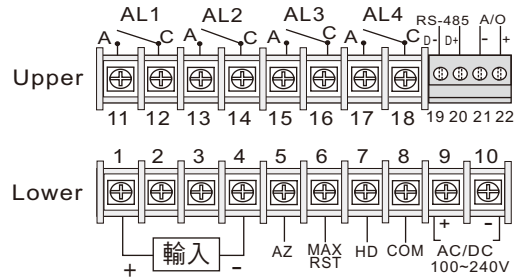 AL1 AL2 AL3 AL4 RS-485 A/O
A C A C A C A C D- D+ - +
Upper
11 12 13 14 15 16 17 18 19 20 21 22
1 2 3 4 5 6 7 8 9 10
Lower
+ 輸入 - AZ MAX RST HD COM + - AC/DC
100~240V